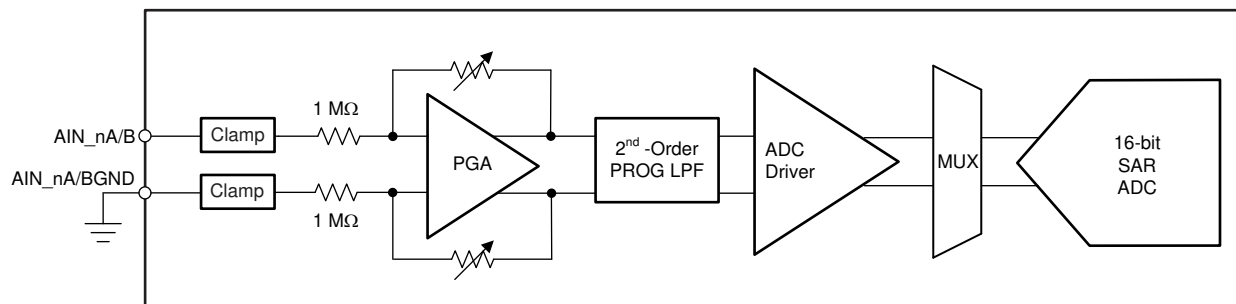 AIN_nA/B
Clamp
1 MΩ
AIN_nA/BGND
Clamp
1 MΩ
PGA
2nd -Order
PROG LPF
ADC
Driver
MUX
16-bit
SAR
ADC